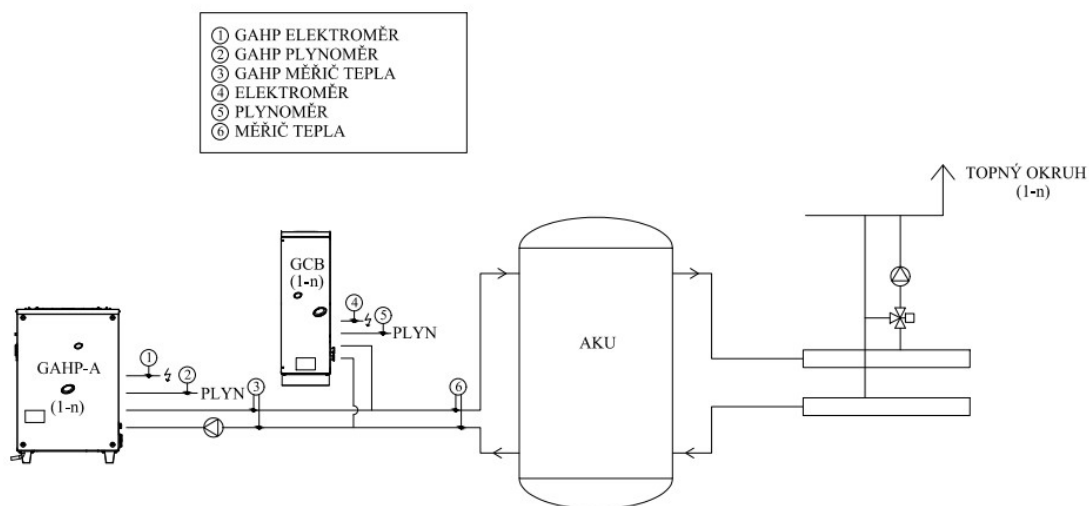 ① GAHP ELEKTROMĚR
② GAHP PLYNOMĚR
③ GAHP MĚŘIČ TEPLA
④ ELEKTROMĚR
⑤ PLYNOMĚR
⑥ MĚŘIČ TEPLA
TOPNÝ OKRUH
(1-n)
GCB
(1-n)
④
⑤
PLYN
AKU
GAHP-A
(1-n)
①
②
PLYN
③
⑥